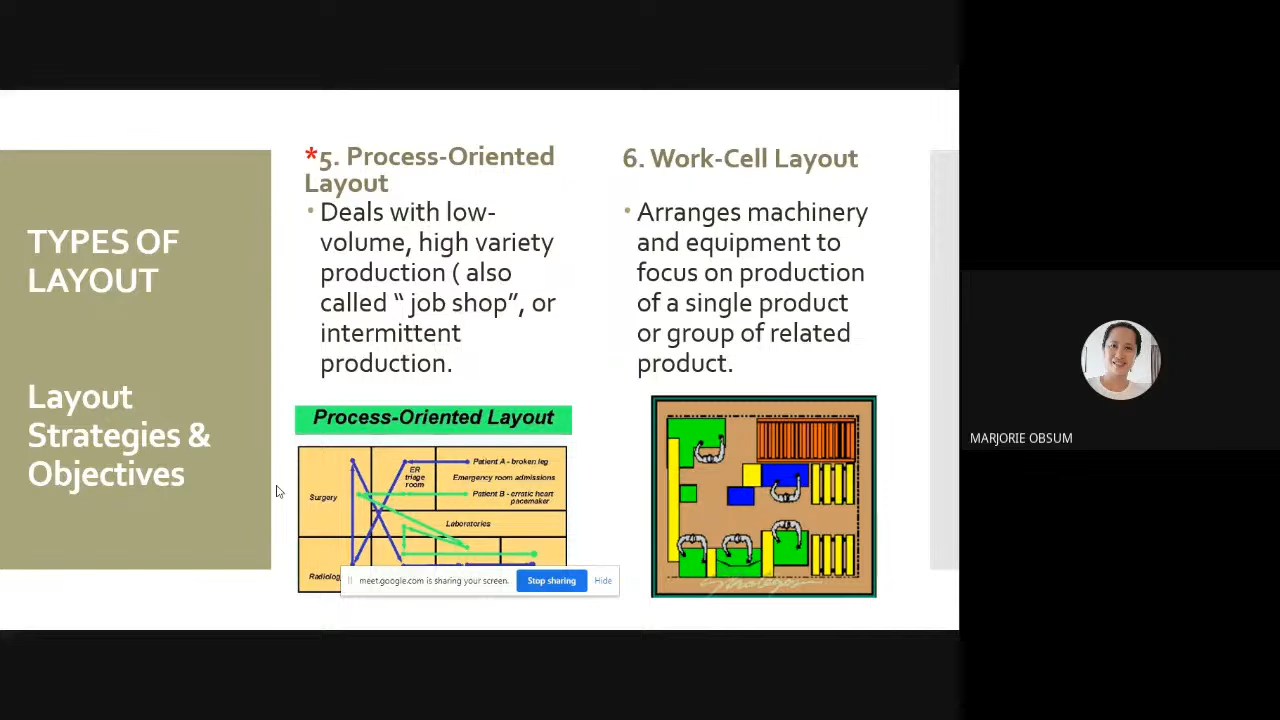 TYPES OF
LAYOUT
Layout
Strategies &
Objectives
*5. Process-Oriented
Layout
• Deals with low-
volume, high variety
production ( also
called “ job shop”, or
intermittent
production.
Process-Oriented Layout
Surgery
ER
triage
room
Patient A - broken leg
Emergency room admissions
Patient B - erratic heart
pacemaker
Laboratories
meet.google.com is sharing your screen.
Stop sharing
Hide
6. Work-Cell Layout
• Arranges machinery
and equipment to
focus on production
of a single product
or group of related
product.
MARJORIE OBSUM